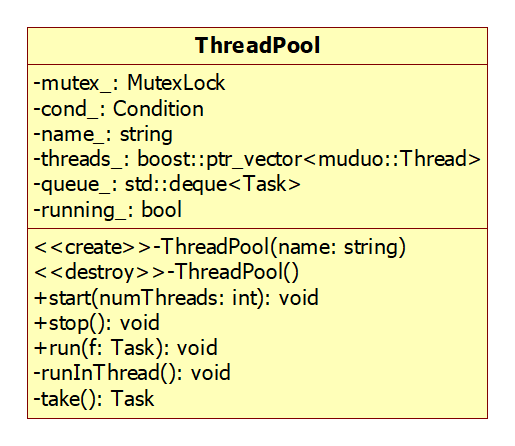 ThreadPool
-mutex_: MutexLock
-cond_: Condition
-name_: string
-threads_: boost::ptr_vector<muduo::Thread>
-queue_: std::deque<Task>
-running_: bool
<<create>>-ThreadPool(name: string)
<<destroy>>-ThreadPool()
+start(numThreads: int): void
+stop(): void
+run(f: Task): void
-runInThread(): void
-take(): Task